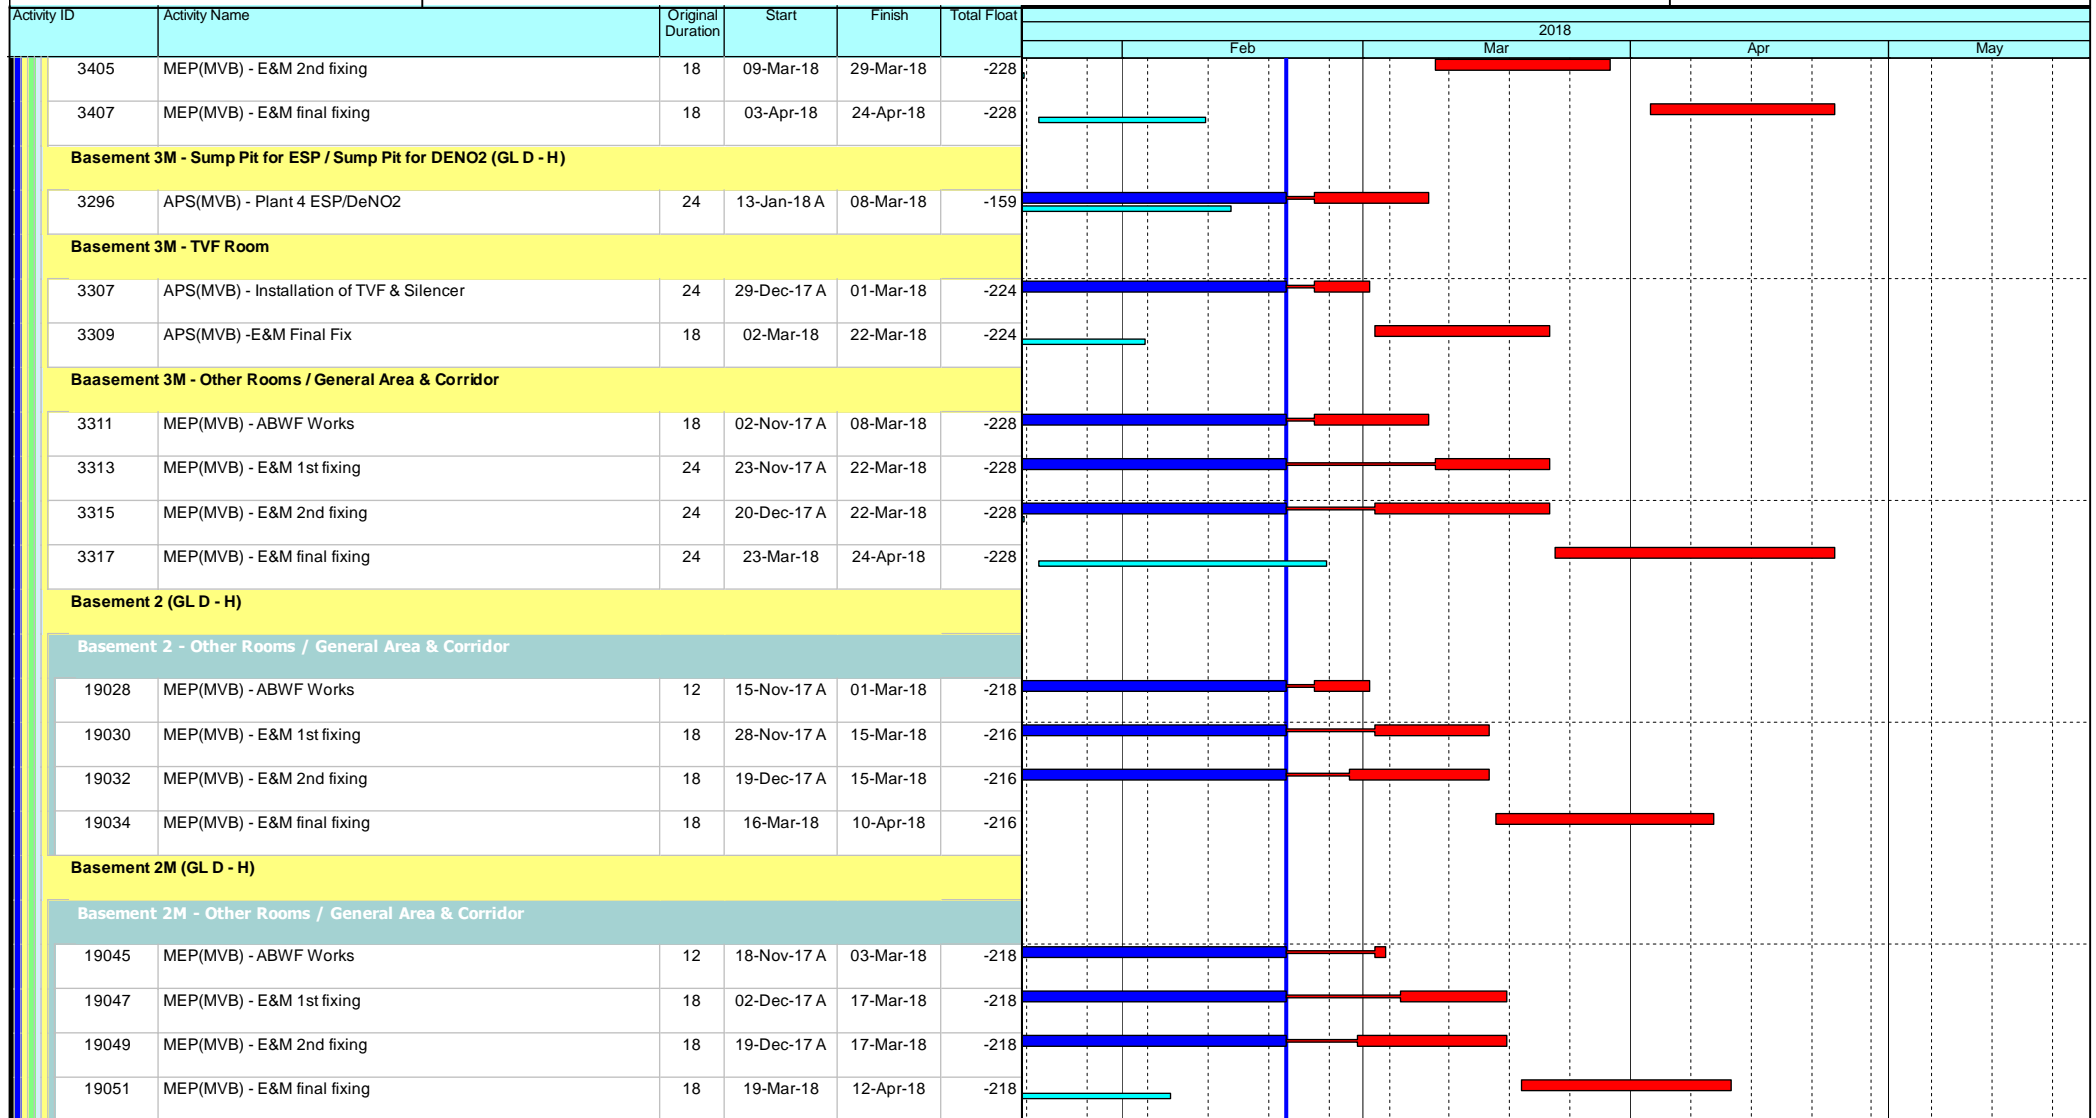 Activity ID Activity Name Original Duration Start Finish Total Float
2018
Feb Mar Apr May
3405 MEP(MVB) - E&M 2nd fixing 18 09-Mar-18 29-Mar-18 -228
3407 MEP(MVB) - E&M final fixing 18 03-Apr-18 24-Apr-18 -228
Basement 3M - Sump Pit for ESP / Sump Pit for DENO2 (GL D - H)
3296 APS(MVB) - Plant 4 ESP/DeNO2 24 13-Jan-18 A 08-Mar-18 -159
Basement 3M - TVF Room
3307 APS(MVB) - Installation of TVF & Silencer 24 29-Dec-17 A 01-Mar-18 -224
3309 APS(MVB) -E&M Final Fix 18 02-Mar-18 22-Mar-18 -224
Baasement 3M - Other Rooms / General Area & Corridor
3311 MEP(MVB) - ABWF Works 18 02-Nov-17 A 08-Mar-18 -228
3313 MEP(MVB) - E&M 1st fixing 24 23-Nov-17 A 22-Mar-18 -228
3315 MEP(MVB) - E&M 2nd fixing 24 20-Dec-17 A 22-Mar-18 -228
3317 MEP(MVB) - E&M final fixing 24 23-Mar-18 24-Apr-18 -228
Basement 2 (GL D - H)
Basement 2 - Other Rooms / General Area & Corridor
19028 MEP(MVB) - ABWF Works 12 15-Nov-17 A 01-Mar-18 -218
19030 MEP(MVB) - E&M 1st fixing 18 28-Nov-17 A 15-Mar-18 -216
19032 MEP(MVB) - E&M 2nd fixing 18 19-Dec-17 A 15-Mar-18 -216
19034 MEP(MVB) - E&M final fixing 18 16-Mar-18 10-Apr-18 -216
Basement 2M (GL D - H)
Basement 2M - Other Rooms / General Area & Corridor
19045 MEP(MVB) - ABWF Works 12 18-Nov-17 A 03-Mar-18 -218
19047 MEP(MVB) - E&M 1st fixing 18 02-Dec-17 A 17-Mar-18 -218
19049 MEP(MVB) - E&M 2nd fixing 18 19-Dec-17 A 17-Mar-18 -218
19051 MEP(MVB) - E&M final fixing 18 19-Mar-18 12-Apr-18 -218